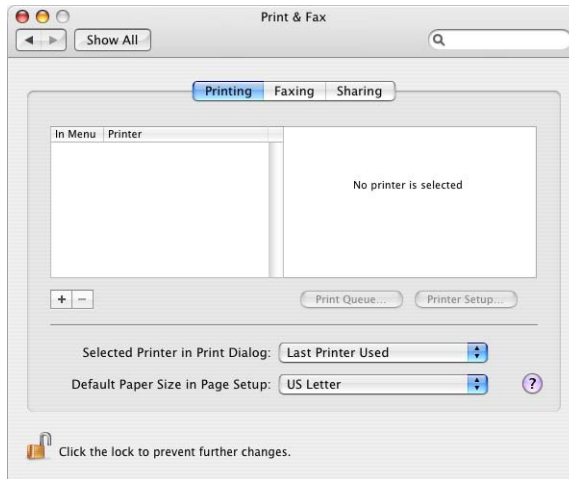 Print & Fax
Show All
Printing Faxing Sharing
In Menu Printer
No printer is selected
+ −
Print Queue... Printer Setup...
Selected Printer in Print Dialog: Last Printer Used
Default Paper Size in Page Setup: US Letter
?
Click the lock to prevent further changes.